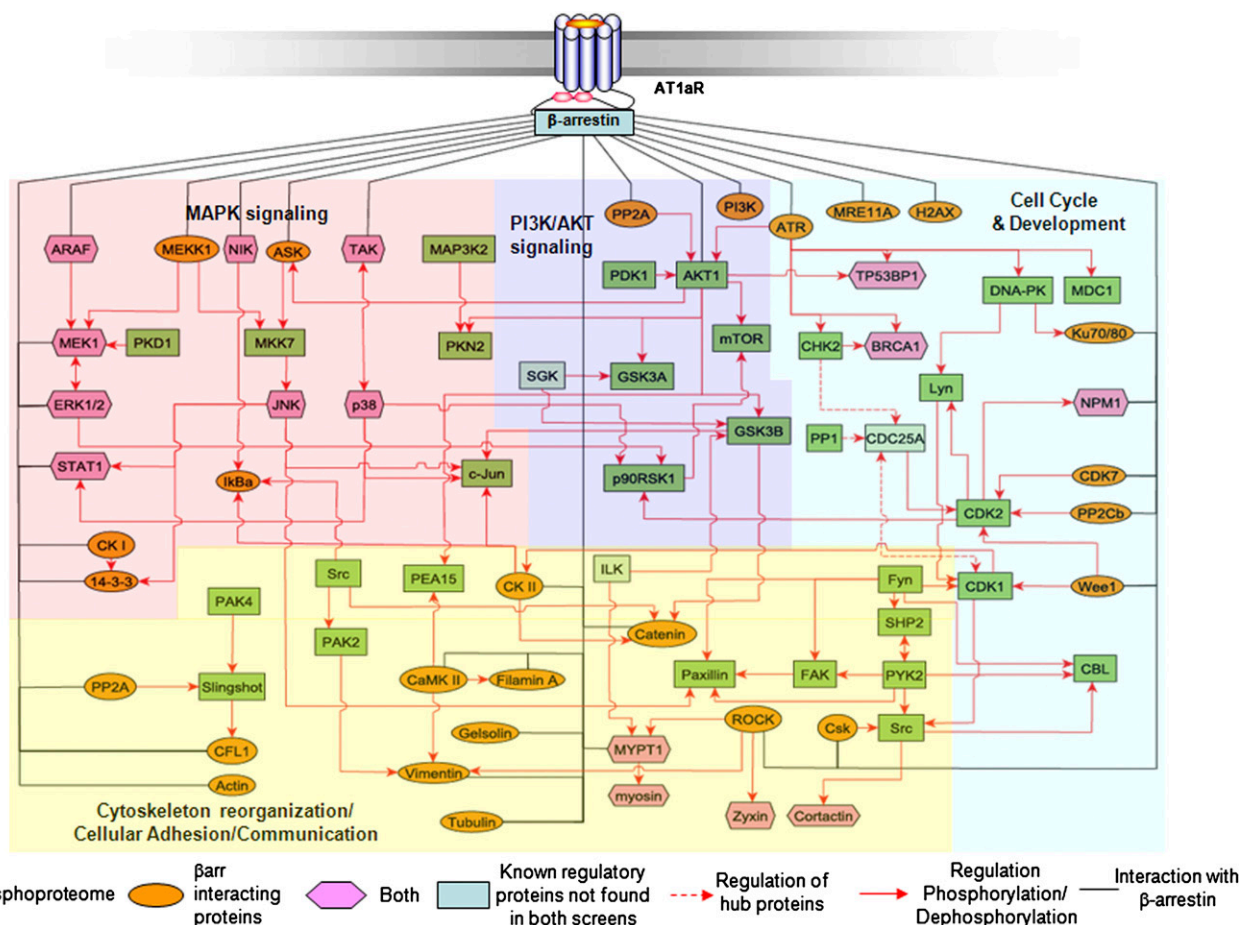 AT1aR
β-arrestin
MAPK signaling
PI3K/AKT
signaling
Cell Cycle
& Development
PP2A
PI3K
MRE11A
H2AX
ATR
ARAF
MEKK1
NIK
ASK
TAK
MAP3K2
PDK1
AKT1
TP53BP1
DNA-PK
MDC1
MEK1
PKD1
MKK7
PKN2
mTOR
CHK2
BRCA1
Ku70/80
SGK
GSK3A
Lyn
ERK1/2
JNK
p38
NPM1
GSK3B
PP1
CDC25A
STAT1
IkBa
c-Jun
p90RSK1
CDK7
CDK2
PP2Cb
CK I
14-3-3
Src
PEA15
CK II
ILK
Fyn
CDK1
Wee1
PAK4
PAK2
Catenin
SHP2
PP2A
Slingshot
CaMK II
Filamin A
Paxillin
FAK
PYK2
CBL
CFL1
Gelsolin
MYPT1
ROCK
Csk
Src
Actin
Vimentin
myosin
Cytoskeleton reorganization/
Cellular Adhesion/Communication
Tubulin
Zyxin
Cortactin
sphoproteome
βarr
interacting
proteins
Both
Known regulatory
proteins not found
in both screens
Regulation of
hub proteins
Regulation
Phosphorylation/
Dephosphorylation
Interaction with
β-arrestin